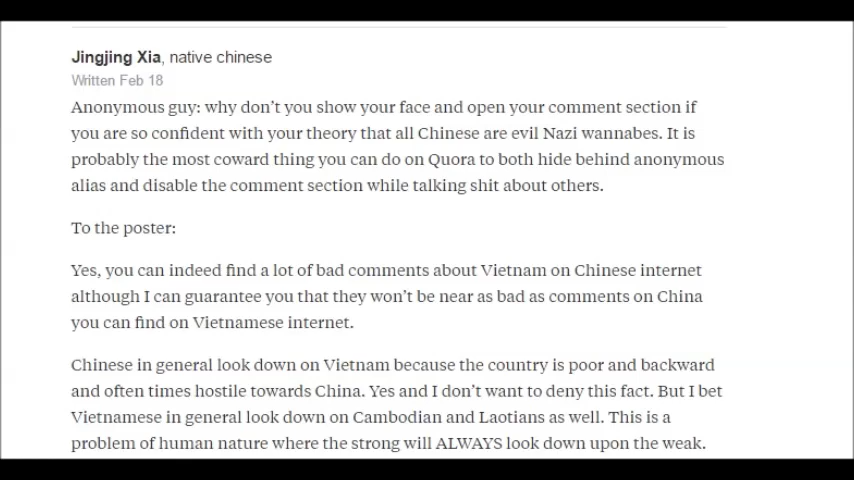 Jingjing Xia, native chinese
Written Feb 18
Anonymous guy: why don't you show your face and open your comment section if
you are so confident with your theory that all Chinese are evil Nazi wannabes. It is
probably the most coward thing you can do on Quora to both hide behind anonymous
alias and disable the comment section while talking shit about others.
To the poster:
Yes, you can indeed find a lot of bad comments about Vietnam on Chinese internet
although I can guarantee you that they won't be near as bad as comments on China
you can find on Vietnamese internet.
Chinese in general look down on Vietnam because the country is poor and backward
and often times hostile towards China. Yes and I don't want to deny this fact. But I bet
Vietnamese in general look down on Cambodian and Laotians as well. This is a
problem of human nature where the strong will ALWAYS look down upon the weak.